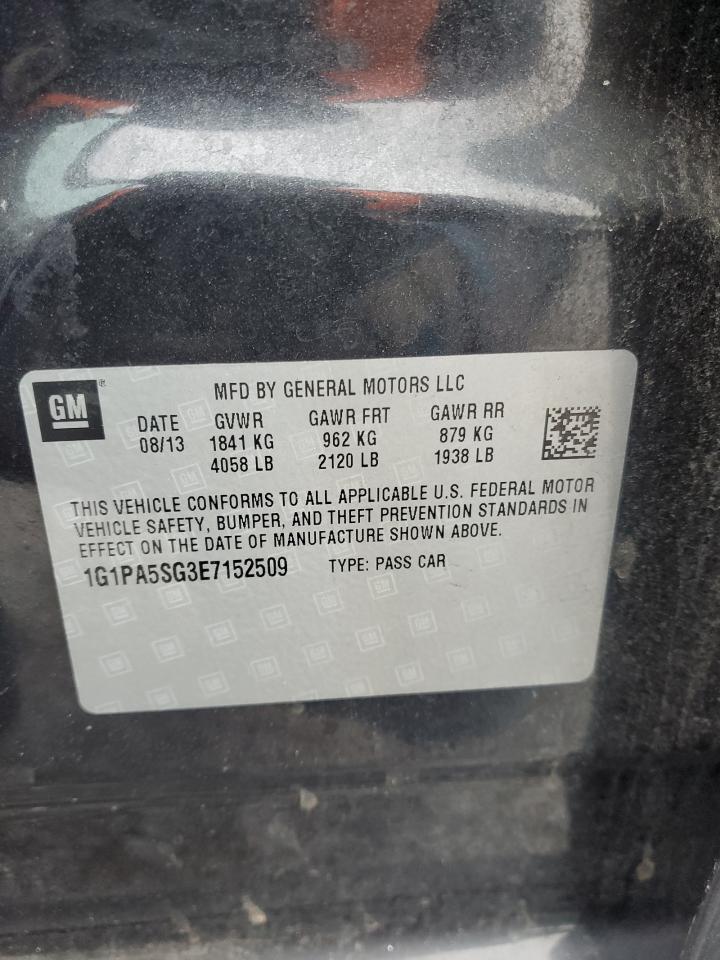 GM ®
MFD BY GENERAL MOTORS LLC
DATE GVWR GAWR FRT GAWR RR
08/13 1841 KG 962 KG 879 KG
4058 LB 2120 LB 1938 LB
THIS VEHICLE CONFORMS TO ALL APPLICABLE U.S. FEDERAL MOTOR
VEHICLE SAFETY, BUMPER, AND THEFT PREVENTION STANDARDS IN
EFFECT ON THE DATE OF MANUFACTURE SHOWN ABOVE.
1G1PA5SG3E7152509 TYPE: PASS CAR